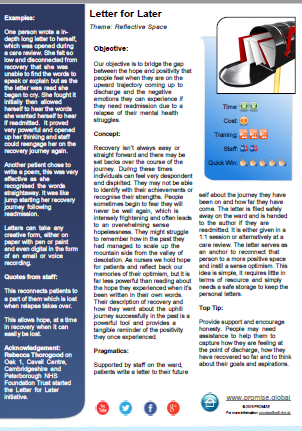 Examples:
One person wrote a in-
depth long letter to herself,
which was opened during
a care review. She felt so
low and disconnected from
recovery that she was
unable to find the words to
speak or explain but as the
the letter was read she
began to cry. She fought it
initially then allowed
herself to hear the words
she wanted herself to hear
if readmitted. It proved
very powerful and opened
up her thinking and staff
could reengage her on the
recovery journey again.
Another patient chose to
write a poem, this was very
effective as she
recognised the words
straightaway. It was like
jump starting her recovery
journey following
readmission.
Letters can take any
creative form, either on
paper with pen or paint
and even digital in the form
of an email or voice
recording.
Quotes from staff:
This reconnects patients to
a part of them which is lost
when relapse takes over.
This allows hope, at a time
in recovery when it can
easily be lost.
Acknowledgement:
Rebecca Thorogood on
Oak 1, Cavell Centre,
Cambridgeshire and
Peterborough NHS
Foundation Trust started
the Letter for Later
initiative.
Letter for Later
Theme: Reflective Space
Objective:
Our objective is to bridge the gap
between the hope and positivity that
people feel when they are on the
upward trajectory coming up to
discharge and the negative
emotions they can experience if
they need readmission due to a
relapse of their mental health
struggles.
Concept:
Recovery isn't always easy or
straight forward and there may be
set backs over the course of the
journey. During these times
individuals can feel very despondent
and dispirited. They may not be able
to identify with their achievements or
recognise their strengths. People
sometimes begin to fear they will
never be well again, which is
intensely frightening and often leads
to an overwhelming sense
hopelessness. They might struggle
to remember how in the past they
had managed to scale up the
mountain side from the valley of
desolation. As nurses we hold hope
for patients and reflect back our
memories of their optimism, but it is
far less powerful than reading about
the hope they experienced when it's
been written in their own words.
Their description of recovery and
how they went about the uphill
journey successfully in the past is a
powerful tool and provides a
tangible reminder of the positivity
they once experienced.
Pragmatics:
Supported by staff on the ward,
patients write a letter to their future
Time:
Cost:
Training:
Staff:
Quick Win:
self about the journey they have
been on and how far they have
come. The letter is filed safely
away on the ward and is handed
to the author if they are
readmitted. It is either given in a
1:1 session or alternatively at a
care review. The letter serves as
an anchor to reconnect that
person to a more positive space
and instil a sense optimism. This
idea is simple, it requires little in
terms of resource and simply
needs a safe storage to keep the
personal letters.
Top Tip:
Provide support and encourage
honesty. People may need
assistance to help them to
capture how they are feeling at
the point of discharge, how they
have recovered so far and to think
about their goals and aspirations.
You
Tube
www.promise.global
© 2015 PROMISE
For more information: